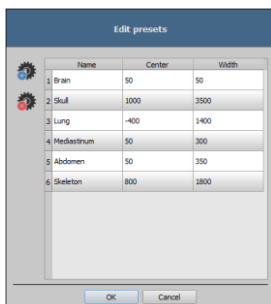 Edit presets
Name Center Width
1 Brain 50 50
2 Skull 1000 3500
3 Lung -400 1400
4 Mediastinum 50 300
5 Abdomen 50 350
6 Skeleton 800 1800
OK Cancel